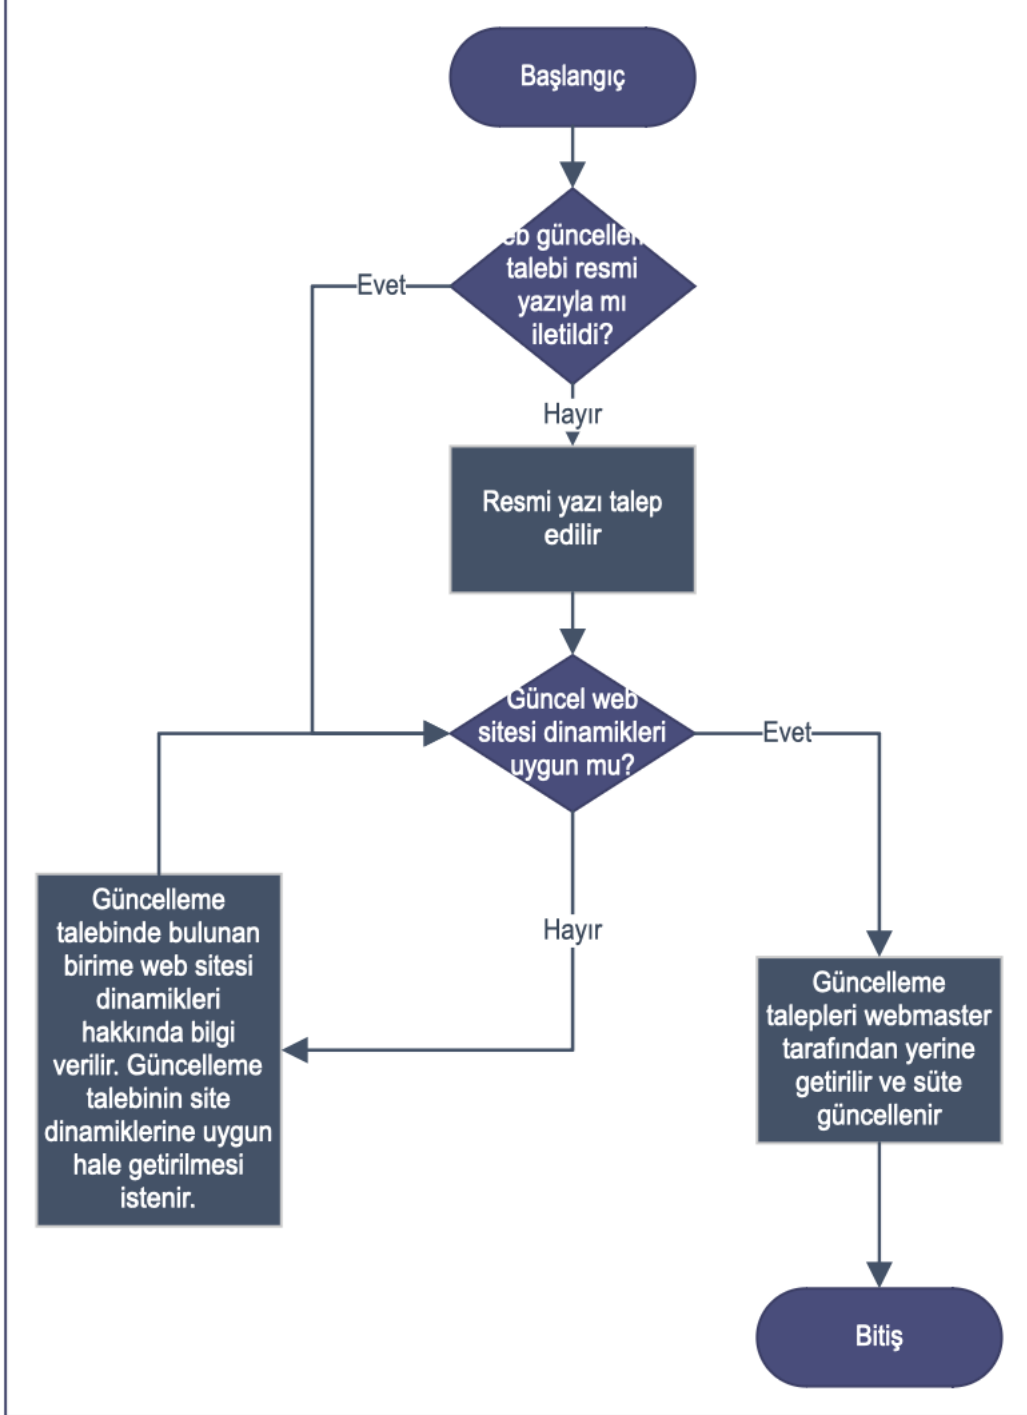 Başlangıç
güncellen
talebi resmi
yazıyla mı
iletildi?
Evet
Hayır
Resmi yazı talep
edilir
Güncel web
sitesi dinamikleri
uygun mu?
Evet
Hayır
Güncelleme
talebinde bulunan
birime web sitesi
dinamikleri
hakkında bilgi
verilir. Güncelleme
talebinin site
dinamiklerine uygun
hale getirilmesi
istenir.
Güncelleme
talepleri webmaster
tarafından yerine
getirilir ve süte
güncellenir
Bitiş